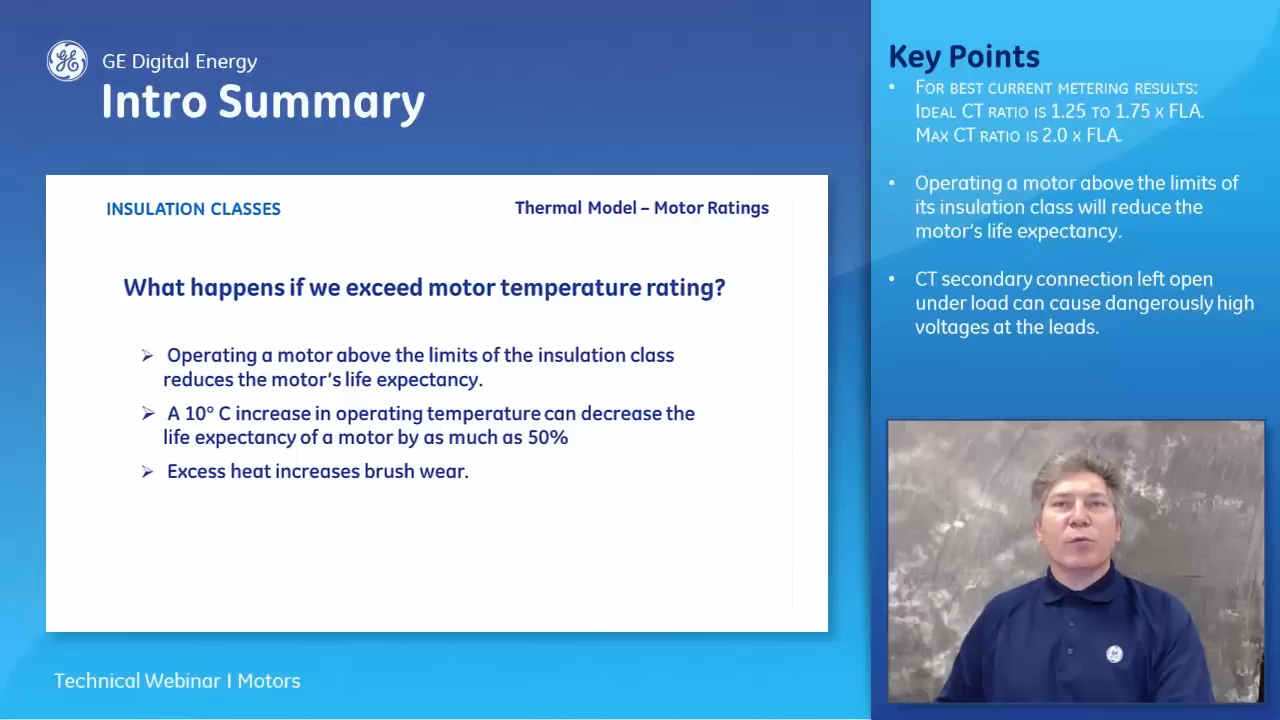 GE Digital Energy
Intro Summary
INSULATION CLASSES
Thermal Model – Motor Ratings
What happens if we exceed motor temperature rating?
➢ Operating a motor above the limits of the insulation class
reduces the motor's life expectancy.
➢ A 10° C increase in operating temperature can decrease the
life expectancy of a motor by as much as 50%
➢ Excess heat increases brush wear.
Technical Webinar I Motors
Key Points
• FOR BEST CURRENT METERING RESULTS:
IDEAL CT RATIO IS 1.25 TO 1.75 X FLA.
MAX CT RATIO IS 2.0 X FLA.
• Operating a motor above the limits of
its insulation class will reduce the
motor's life expectancy.
• CT secondary connection left open
under load can cause dangerously high
voltages at the leads.